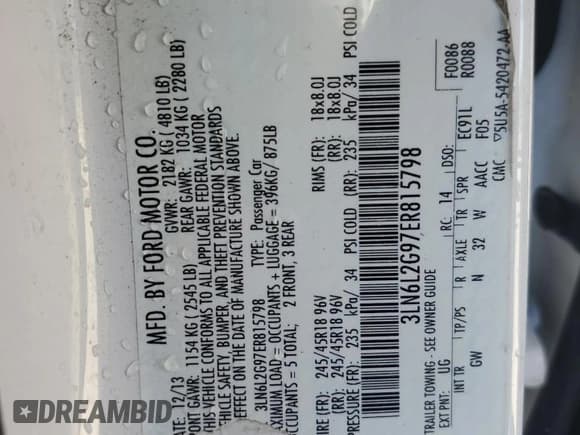 MFD. BY FORD MOTOR CO.
12/13 GVWR: 2182 KG ( 4810 LB)
FRONT GAWR: 1154 KG ( 2545 LB) REAR GAWR: 1034 KG ( 2280 LB)
THIS VEHICLE CONFORMS TO ALL APPLICABLE FEDERAL MOTOR
VEHICLE SAFETY, BUMPER, AND THEFT PREVENTION STANDARDS IN
EFFECT ON THE DATE OF MANUFACTURE SHOWN ABOVE.
3LN6L2G97ER815798 TYPE: Passenger Car
MAXIMUM LOAD = OCCUPANTS + LUGGAGE = 396KG/ 875LB
OCCUPANTS = 5 TOTAL; 2 FRONT, 3 REAR
TIRE (FR): 245/45R18 96V RIMS (FR): 18x8.0J
(RR): 245/45R18 96V (RR): 18x8.0J
PRESSURE (FR): 235 kPa/ 34 PSI COLD (RR): 235 kPa/ 34 PSI COLD
3LN6L2G97ER815798
TRAILER TOWING - SEE OWNER GUIDE
F0086
R0088
EXT PNT: UG RC: 14 DSO: EC91L
INT TR TP/PS R AXLE TR SPR F05
GW N 32 W AACC CMC
5U5A-5420472-AA
DREAMBID